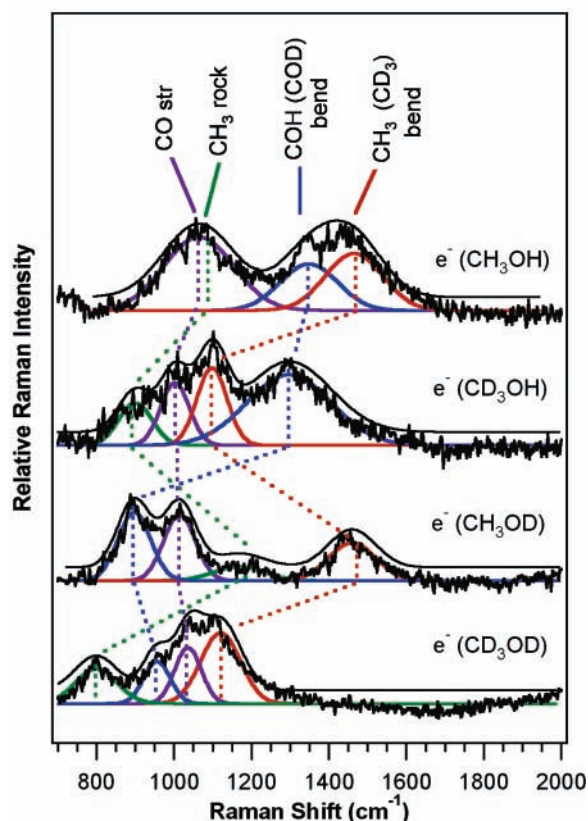 CO str
CH₃ rock
COH (COD)
bend
CH₃ (CD₃)
bend
e⁻ (CH₃OH)
e⁻ (CD₃OH)
e⁻ (CH₃OD)
e⁻ (CD₃OD)
Relative Raman Intensity
800 1000 1200 1400 1600 1800 2000
Raman Shift (cm⁻¹)